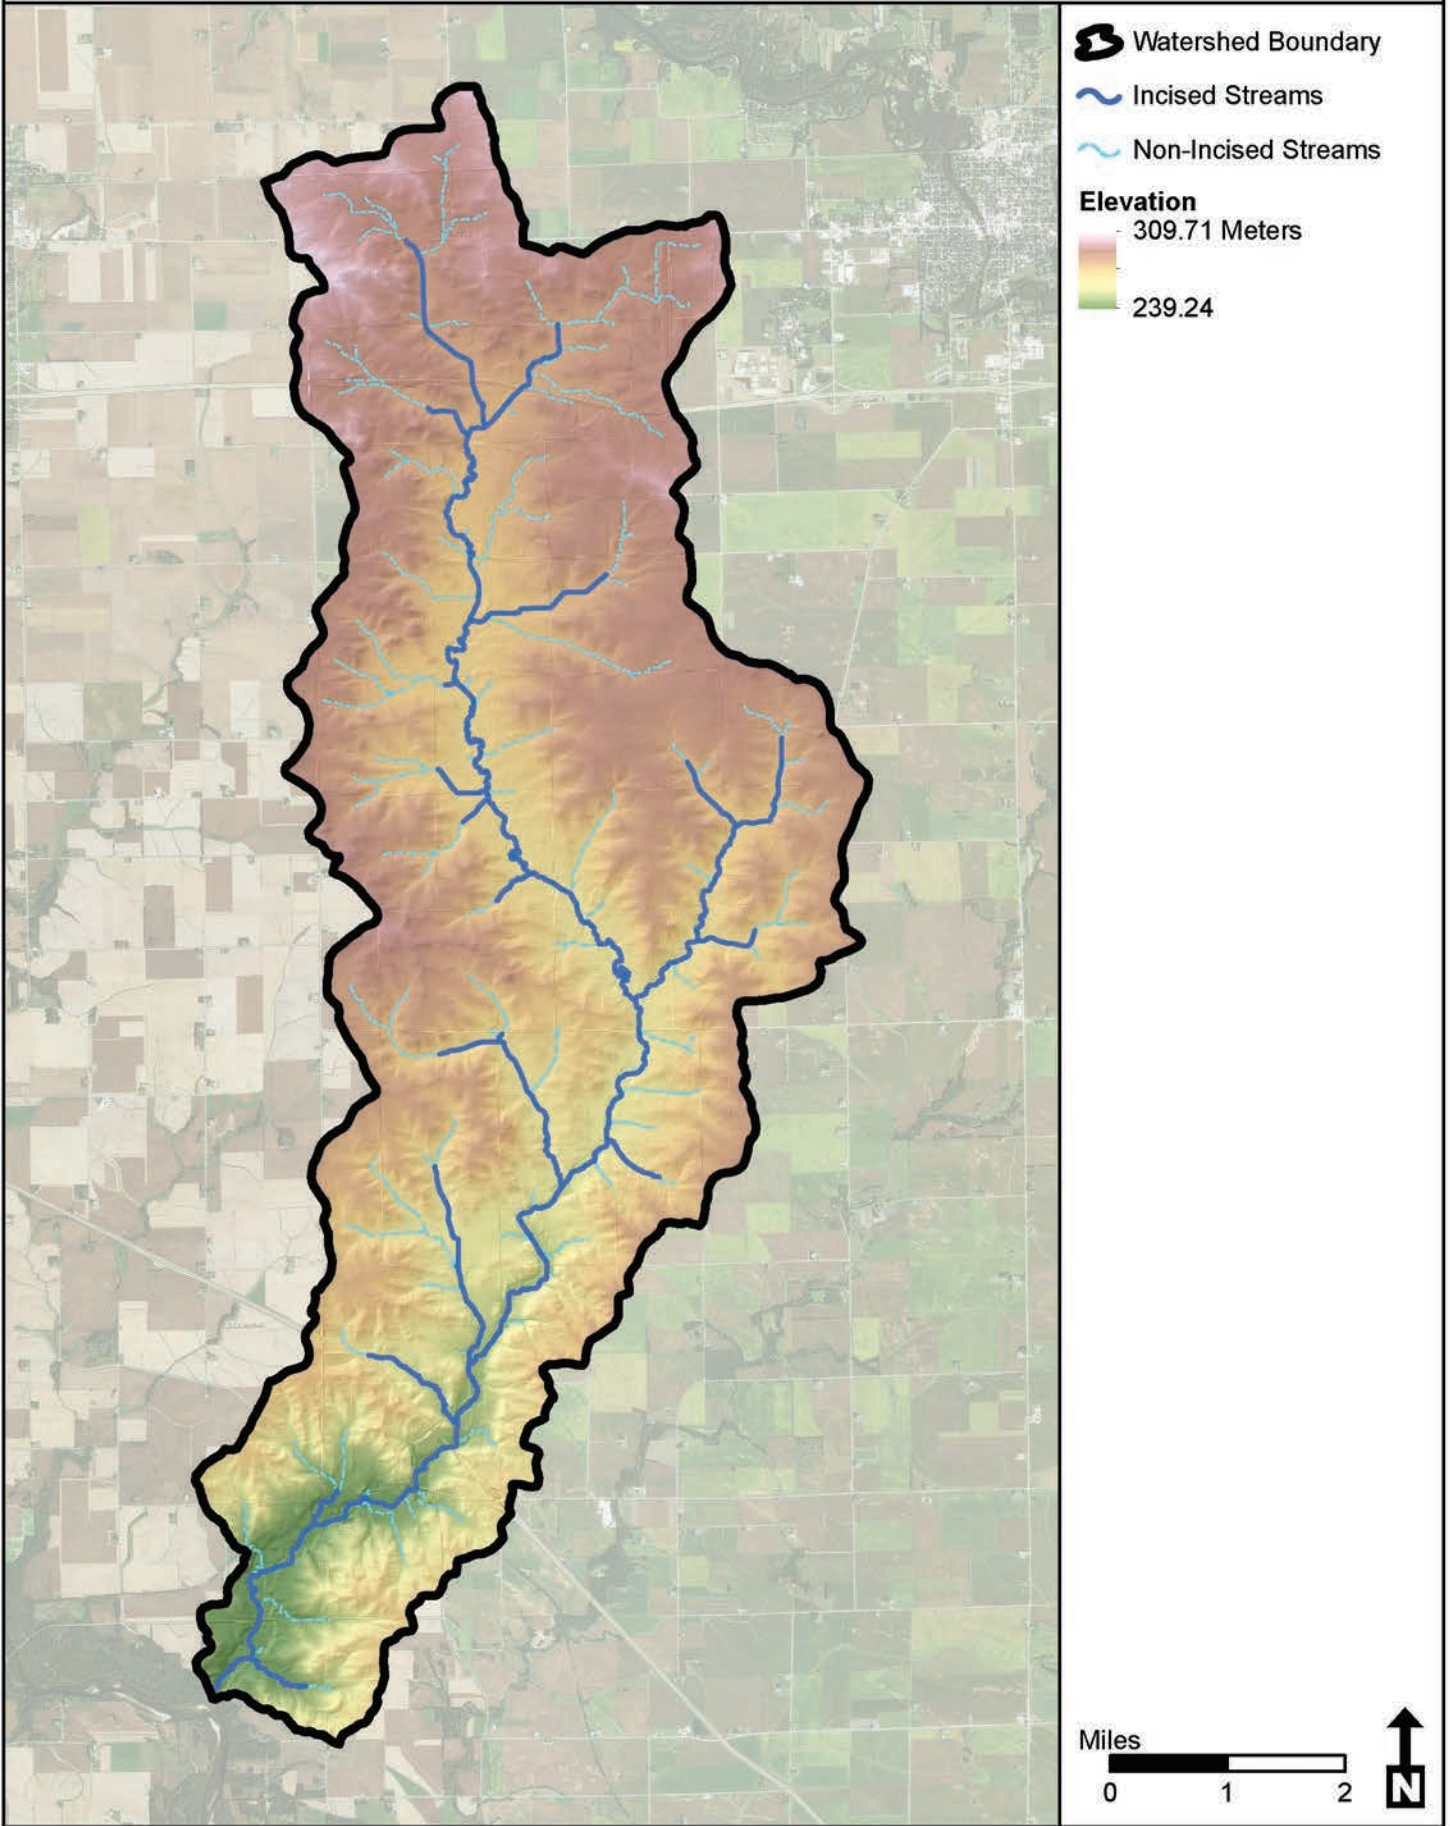 Watershed Boundary
Incised Streams
Non-Incised Streams
Elevation
309.71 Meters
239.24
Miles
0 1 2
N